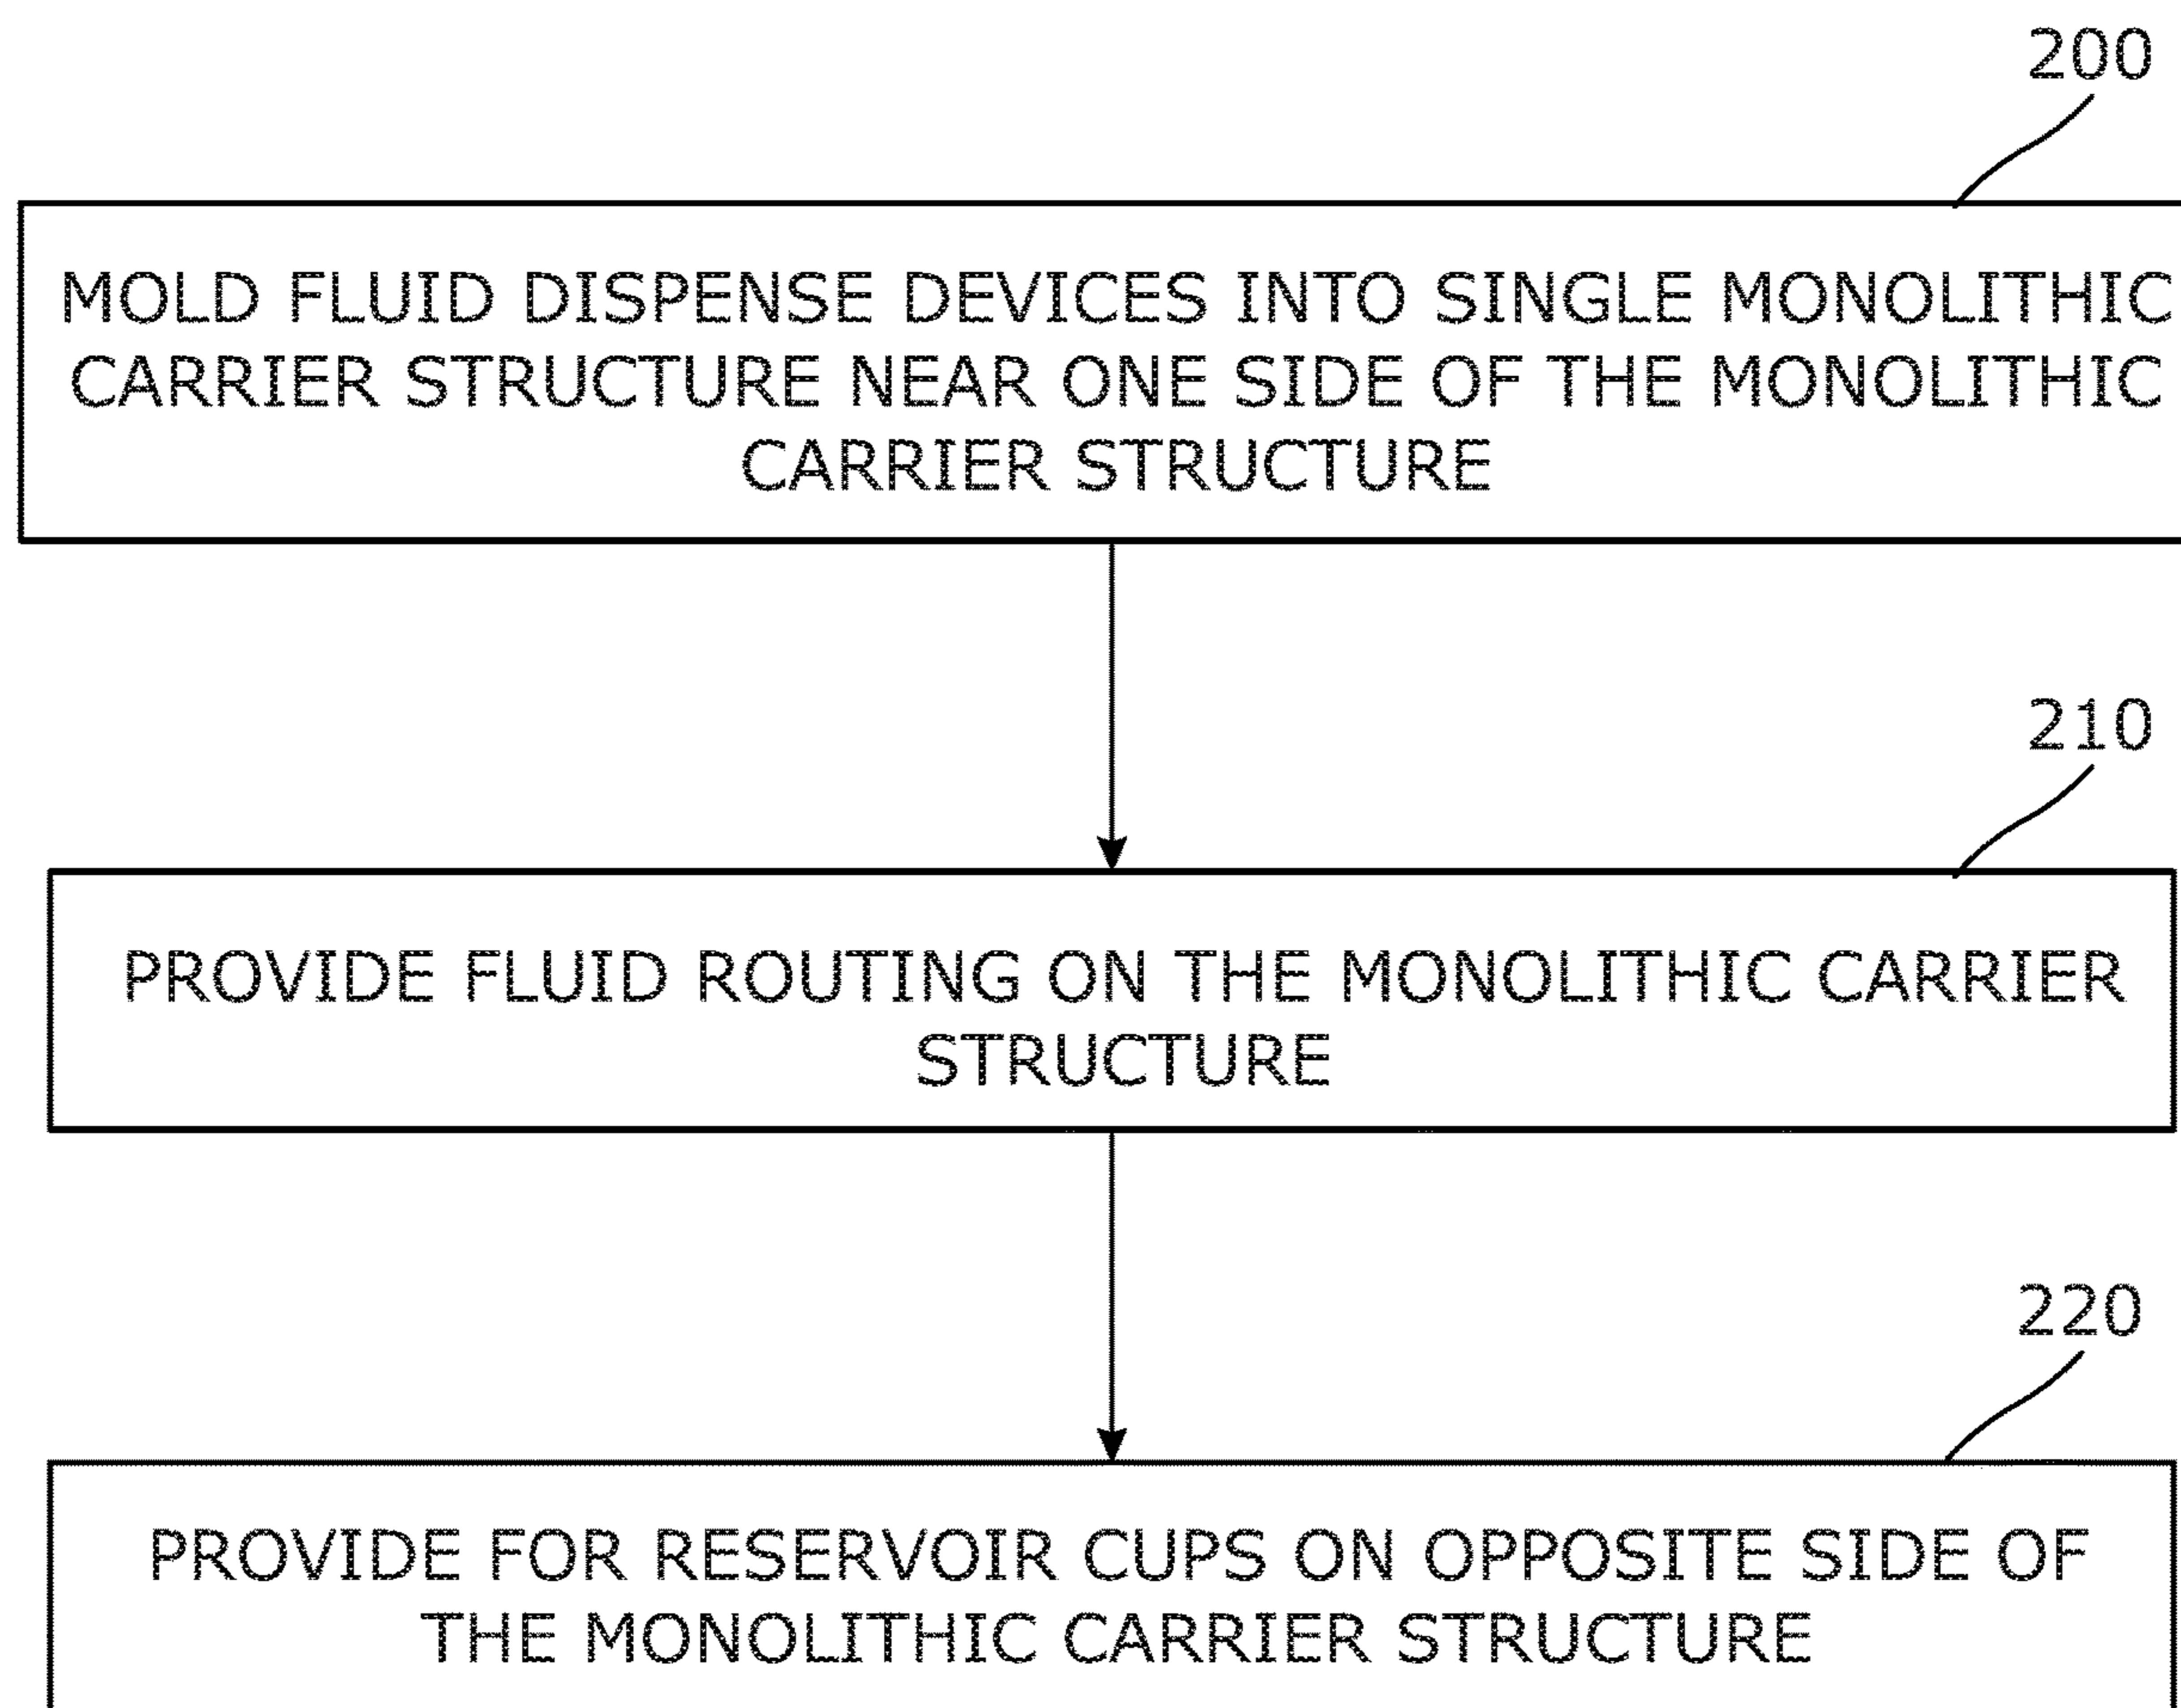 200
MOLD FLUID DISPENSE DEVICES INTO SINGLE MONOLITHIC
CARRIER STRUCTURE NEAR ONE SIDE OF THE MONOLITHIC
CARRIER STRUCTURE
210
PROVIDE FLUID ROUTING ON THE MONOLITHIC CARRIER
STRUCTURE
220
PROVIDE FOR RESERVOIR CUPS ON OPPOSITE SIDE OF
THE MONOLITHIC CARRIER STRUCTURE